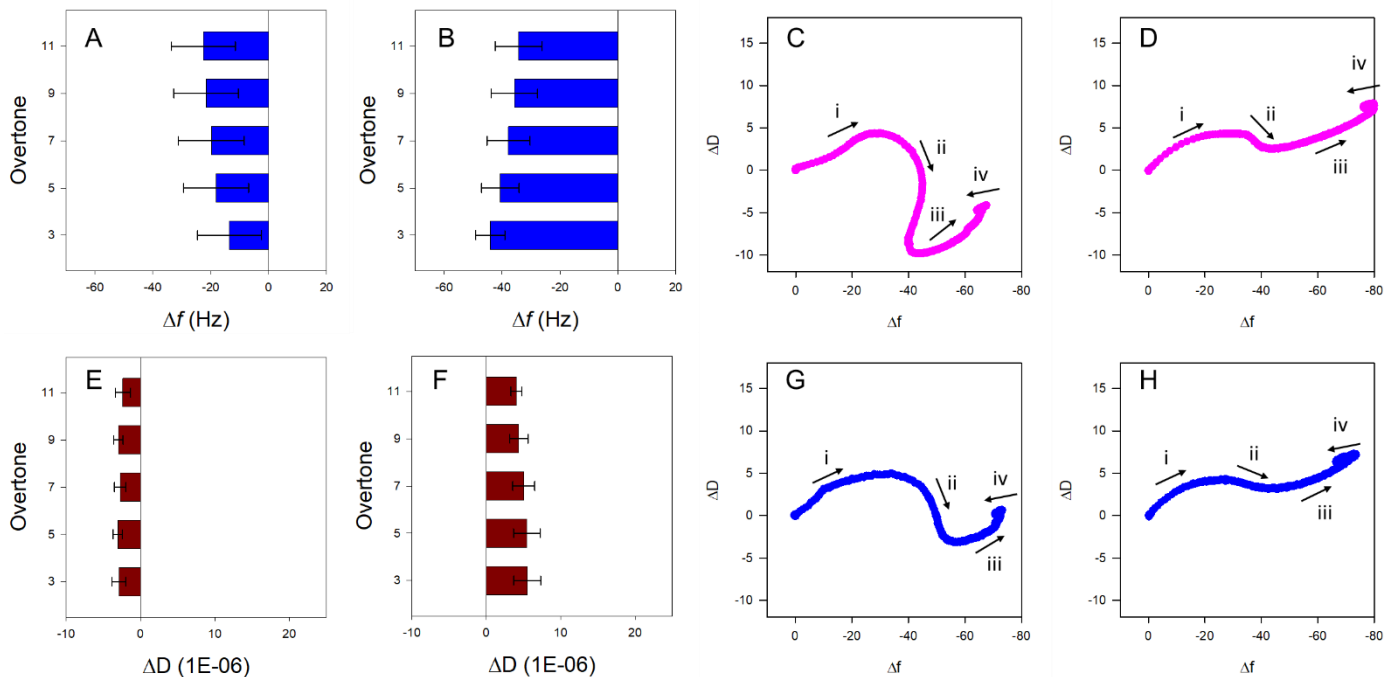 A
Overtone
11
9
7
5
3
-60 -40 -20 0
Δf (Hz)
B
Overtone
11
9
7
5
3
-60 -40 -20 0
Δf (Hz)
C
ΔD
15
10
5
0
-5
-10
i
ii
iii
iv
0 -20 -40 -60 -80
Δf
D
ΔD
15
10
5
0
-5
-10
i
ii
iii
iv
0 -20 -40 -60 -80
Δf
E
Overtone
11
9
7
5
3
-10 0 10 20
ΔD (1E-06)
F
Overtone
11
9
7
5
3
-10 0 10 20
ΔD (1E-06)
G
ΔD
15
10
5
0
-5
-10
i
ii
iii
iv
0 -20 -40 -60 -80
Δf
H
ΔD
15
10
5
0
-5
-10
i
ii
iii
iv
0 -20 -40 -60 -80
Δf